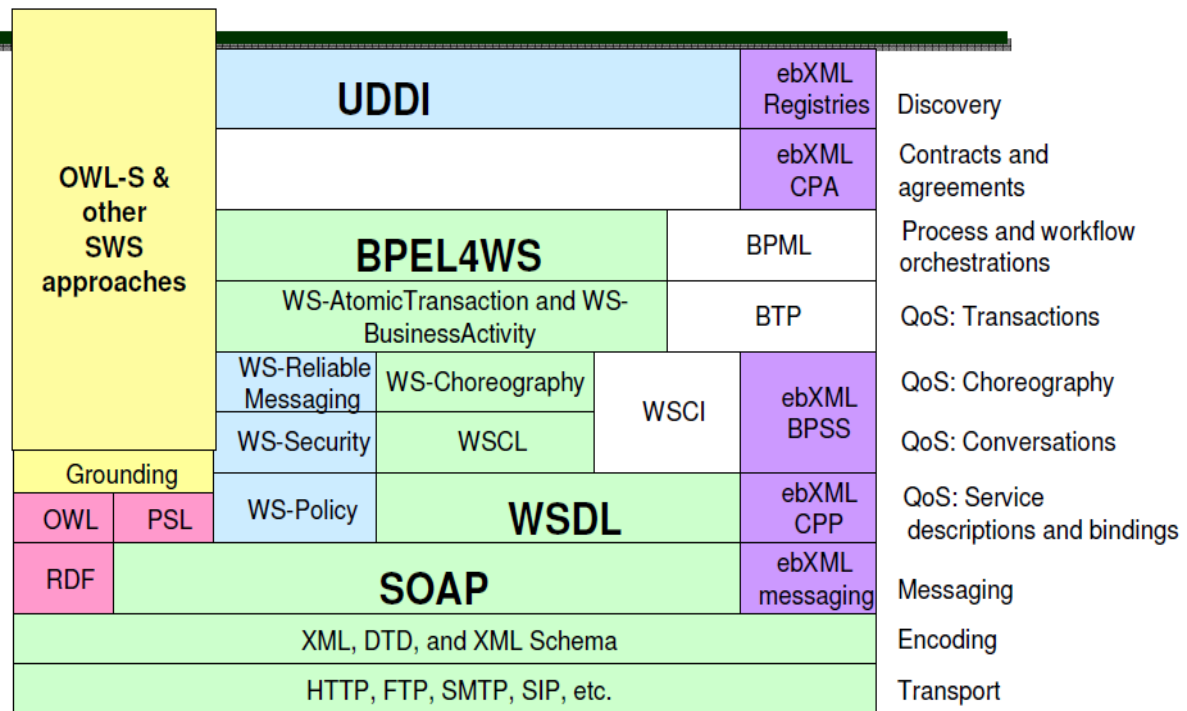 OWL-S &
other
SWS
approaches
UDDI
ebXML
Registries
Discovery
ebXML
CPA
Contracts and
agreements
BPEL4WS
BPML
Process and workflow
orchestrations
WS-AtomicTransaction and WS-
BusinessActivity
BTP
QoS: Transactions
WS-Reliable
Messaging
WS-Choreography
WSCI
ebXML
BPSS
QoS: Choreography
WS-Security
WSCL
QoS: Conversations
Grounding
OWL
PSL
WS-Policy
WSDL
ebXML
CPP
QoS: Service
descriptions and bindings
RDF
SOAP
ebXML
messaging
Messaging
XML, DTD, and XML Schema
Encoding
HTTP, FTP, SMTP, SIP, etc.
Transport